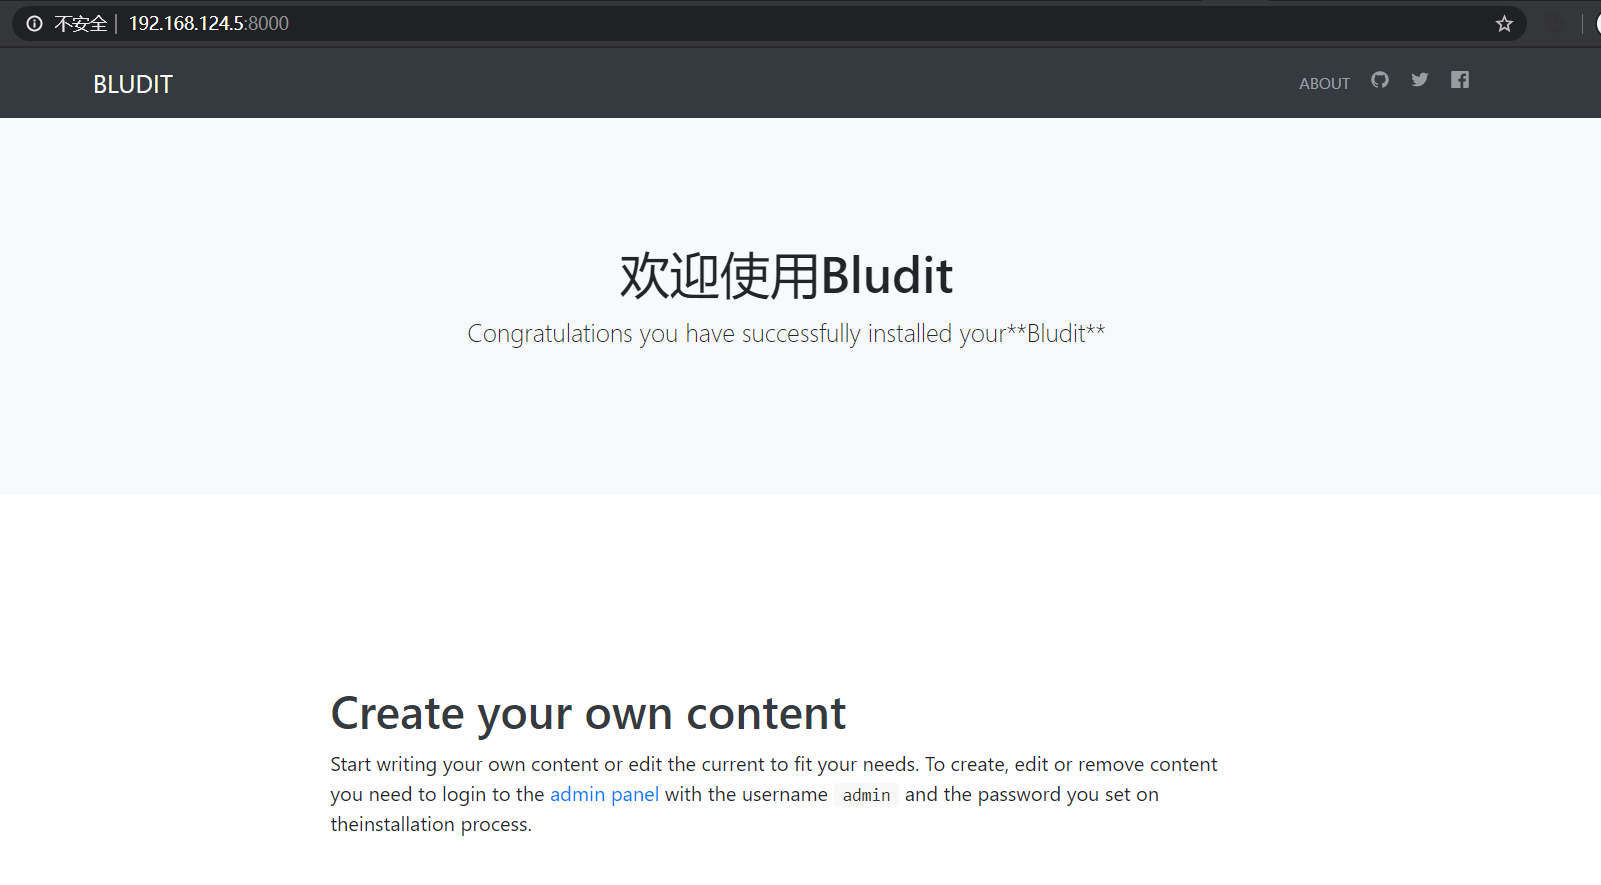 不安全 | 192.168.124.5:8000
BLUDIT
ABOUT
欢迎使用Bludit
Congratulations you have successfully installed your**Bludit**
Create your own content
Start writing your own content or edit the current to fit your needs. To create, edit or remove content
you need to login to the admin panel with the username admin and the password you set on
theinstallation process.